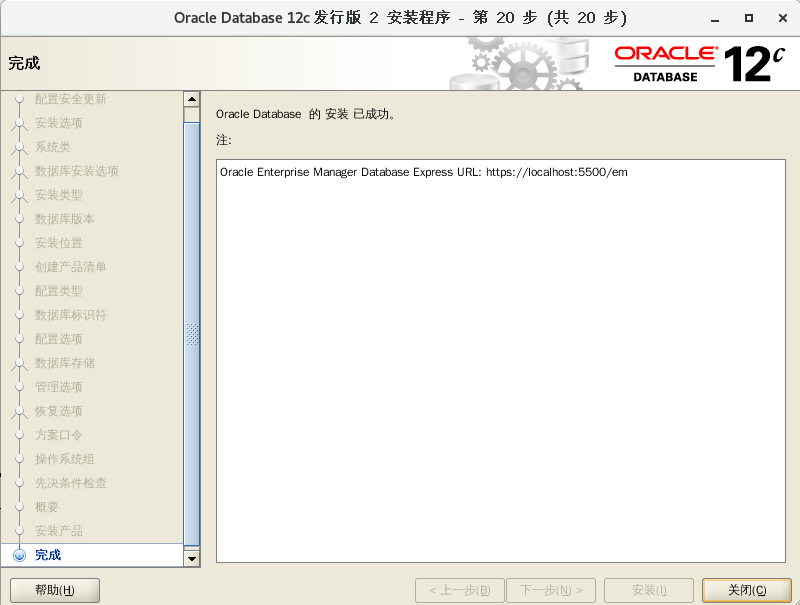 Oracle Database 12c 发行版 2 安装程序 - 第 20 步 (共 20 步)
完成
ORACLE®
DATABASE
12c
配置安全更新
安装选项
系统类
数据库安装选项
安装类型
数据库版本
安装位置
创建产品清单
配置类型
数据库标识符
配置选项
数据库存储
管理选项
恢复选项
方案口令
操作系统组
先决条件检查
概要
安装产品
完成
Oracle Database 的 安装 已成功。
注:
Oracle Enterprise Manager Database Express URL: https://localhost:5500/em
帮助(H)
< 上一步(B)
下一步(N) >
安装(I)
关闭(C)